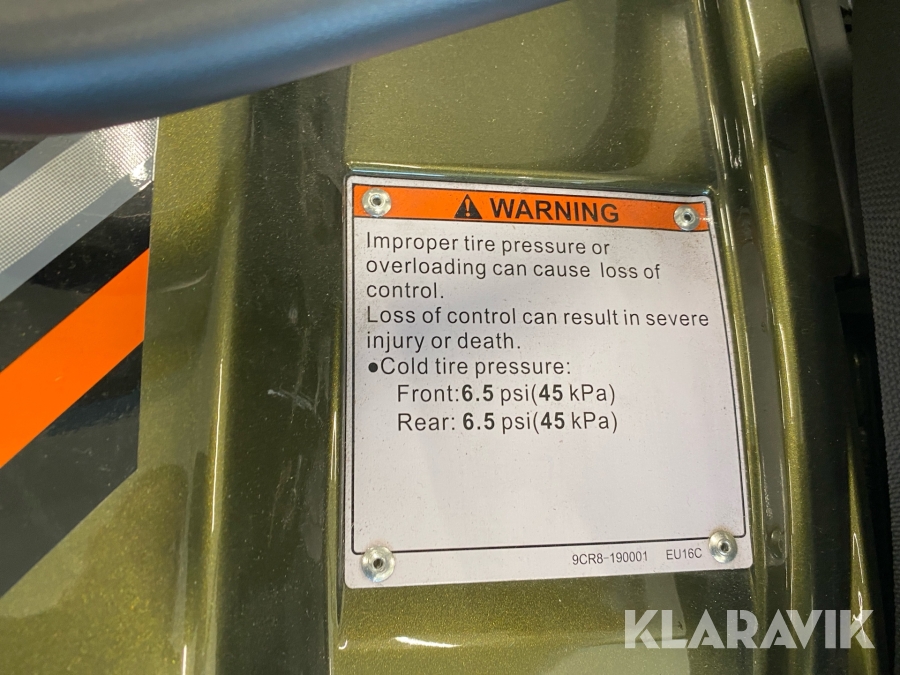 WARNING
Improper tire pressure or
overloading can cause loss of
control.
Loss of control can result in severe
injury or death.
●Cold tire pressure:
Front:6.5 psi(45 kPa)
Rear: 6.5 psi(45 kPa)
9CR8-190001 EU16C
KLARAVIK